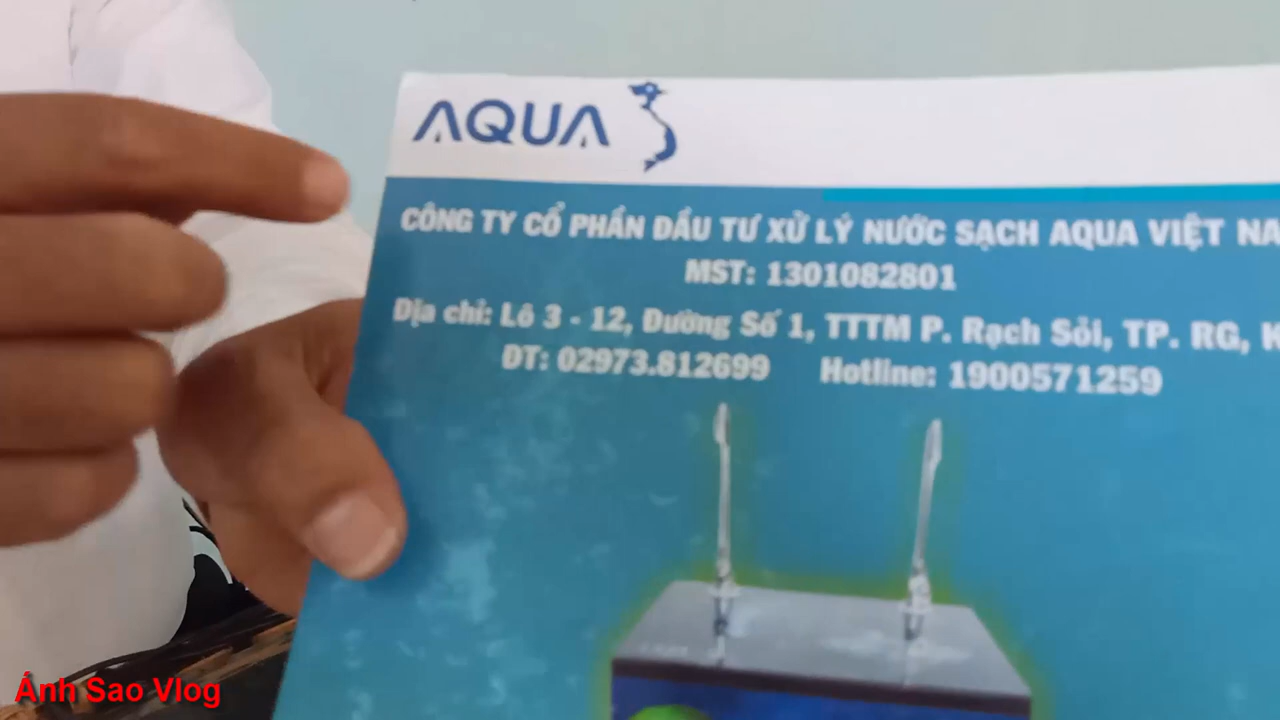 AQUA
CÔNG TY CỔ PHẦN ĐẦU TƯ XỬ LÝ NƯỚC SẠCH AQUA VIỆT NA
MST: 1301082801
Địa chỉ: Lô 3 - 12, Đường Số 1, TTTM P. Rạch Sỏi, TP. RG, K
ĐT: 02973.812699 Hotline: 1900571259
Ánh Sao Vlog